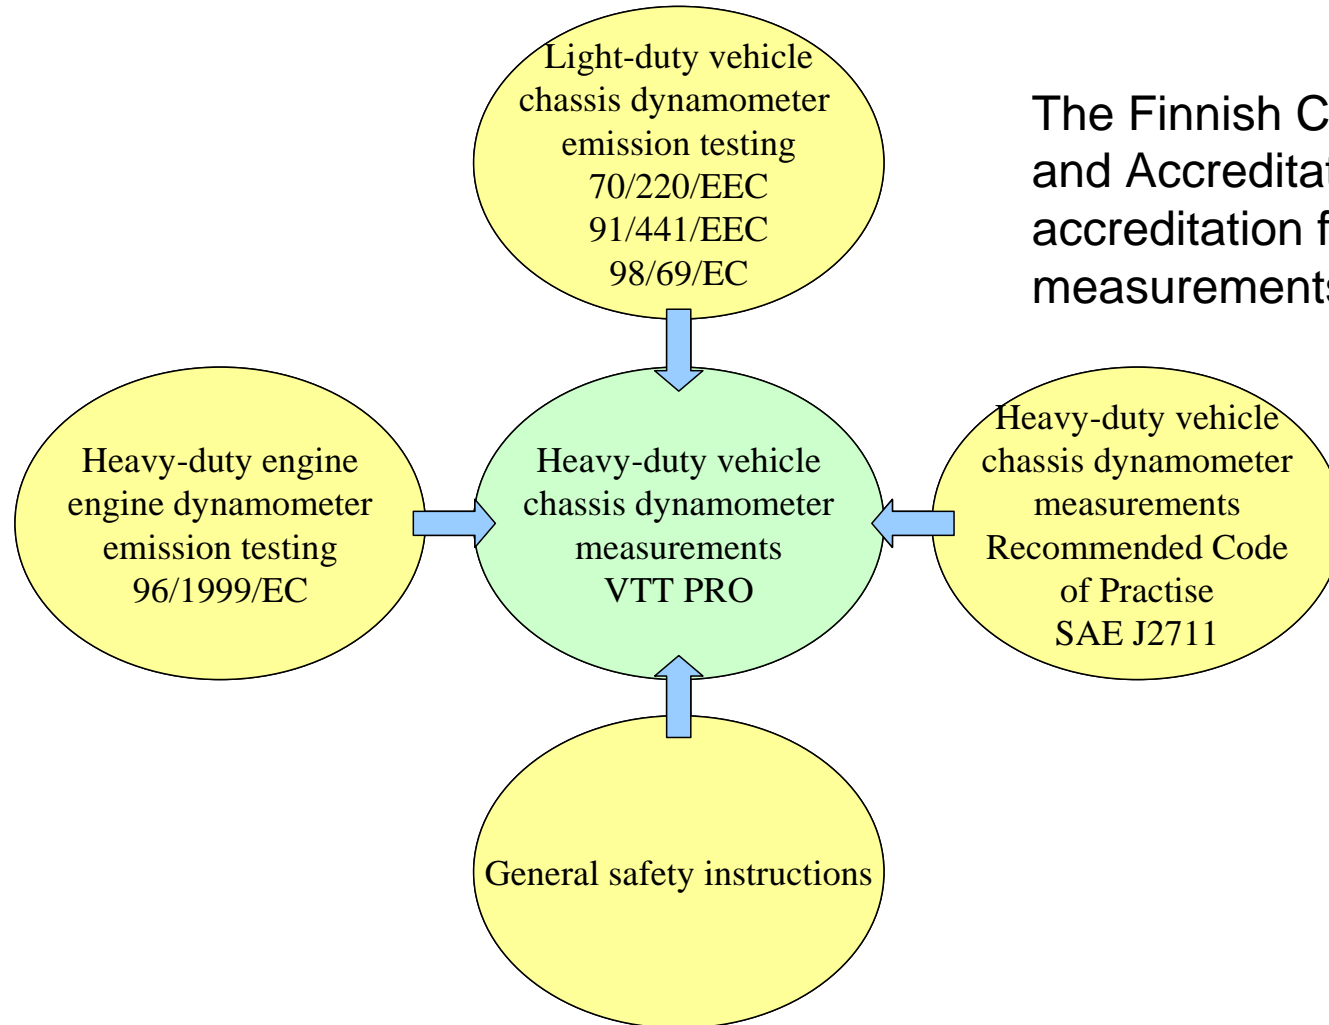 Light-duty vehicle
chassis dynamometer
emission testing
70/220/EEC
91/441/EEC
98/69/EC
The Finnish C
and Accredita
accreditation f
measurements
Heavy-duty engine
engine dynamometer
emission testing
96/1999/EC
Heavy-duty vehicle
chassis dynamometer
measurements
VTT PRO
Heavy-duty vehicle
chassis dynamometer
measurements
Recommended Code
of Practise
SAE J2711
General safety instructions